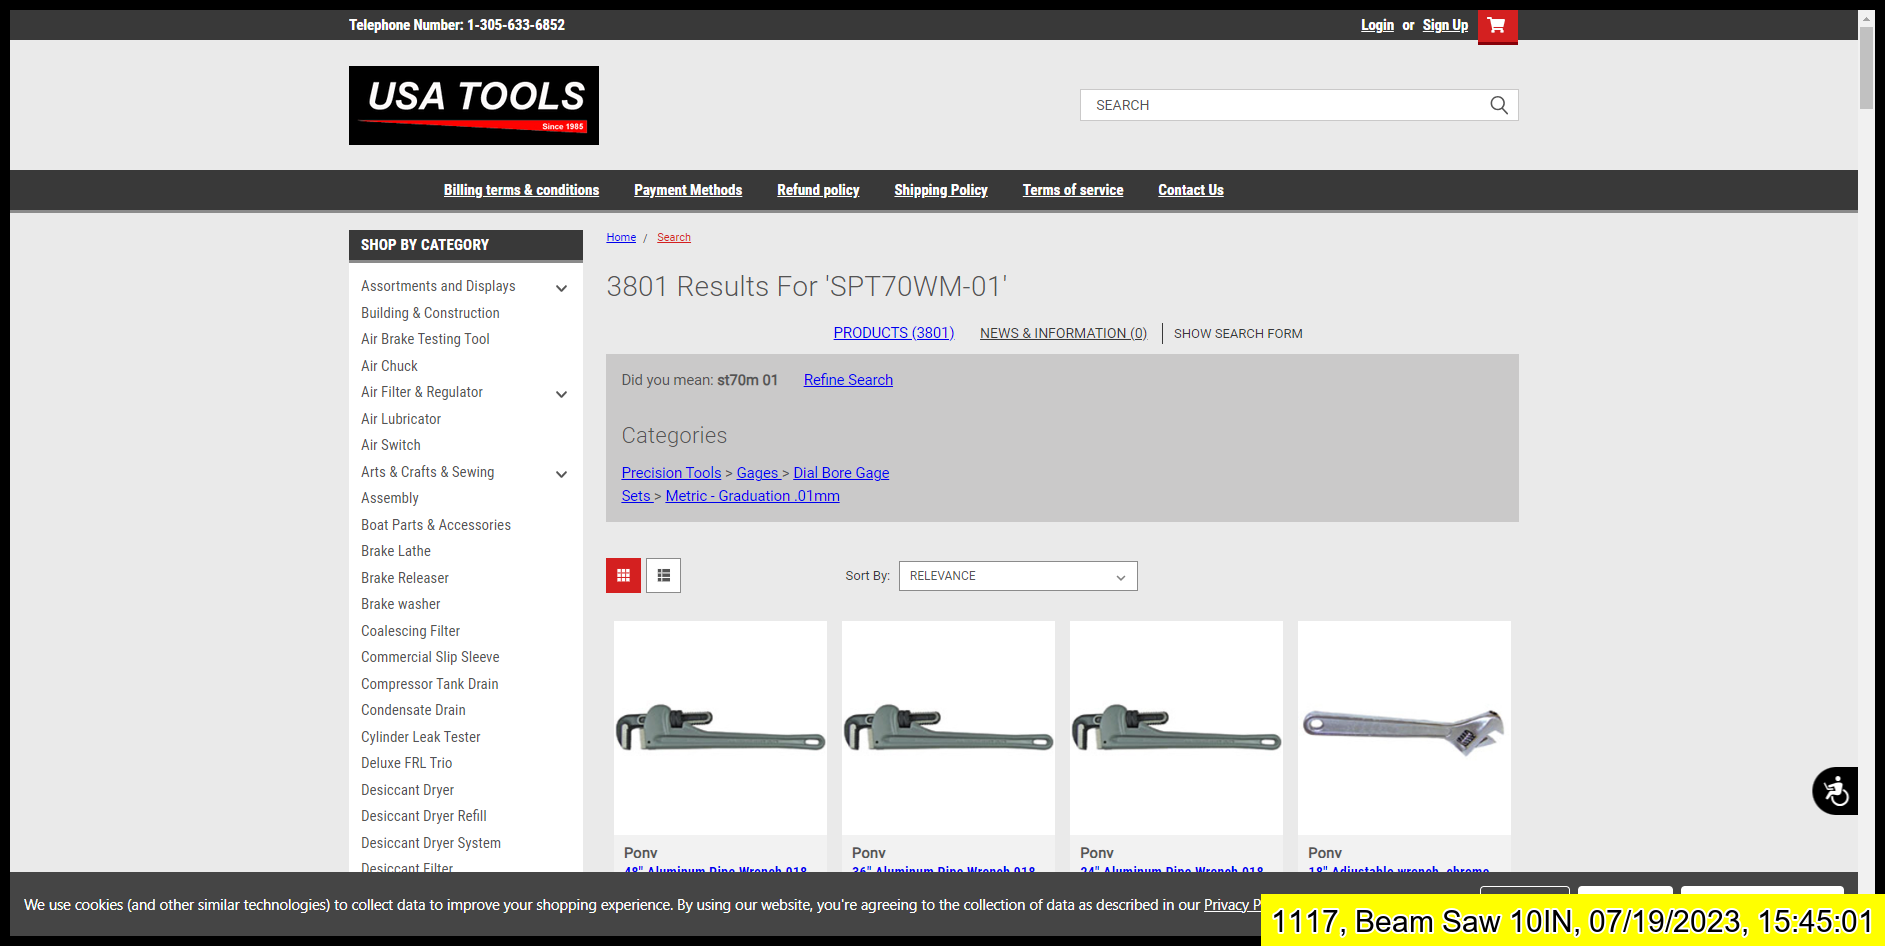 Telephone Number: 1-305-633-6852
Login or Sign Up
USA TOOLS
Since 1985
SEARCH
Billing terms & conditions Payment Methods Refund policy Shipping Policy Terms of service Contact Us
SHOP BY CATEGORY
Assortments and Displays
Building & Construction
Air Brake Testing Tool
Air Chuck
Air Filter & Regulator
Air Lubricator
Air Switch
Arts & Crafts & Sewing
Assembly
Boat Parts & Accessories
Brake Lathe
Brake Releaser
Brake washer
Coalescing Filter
Commercial Slip Sleeve
Compressor Tank Drain
Condensate Drain
Cylinder Leak Tester
Deluxe FRL Trio
Desiccant Dryer
Desiccant Dryer Refill
Desiccant Dryer System
Desiccant Filter
Home / Search
3801 Results For 'SPT70WM-01'
PRODUCTS (3801) NEWS & INFORMATION (0) SHOW SEARCH FORM
Did you mean: st70m 01 Refine Search
Categories
Precision Tools > Gages > Dial Bore Gage
Sets > Metric - Graduation .01mm
Sort By: RELEVANCE
Pony
48" Aluminum Pipe Wrench 018
Pony
36" Aluminum Pipe Wrench 018
Pony
24" Aluminum Pipe Wrench 018
Pony
18" Adjustable wrench, chrome
We use cookies (and other similar technologies) to collect data to improve your shopping experience. By using our website, you're agreeing to the collection of data as described in our Privacy P
1117, Beam Saw 10IN, 07/19/2023, 15:45:01